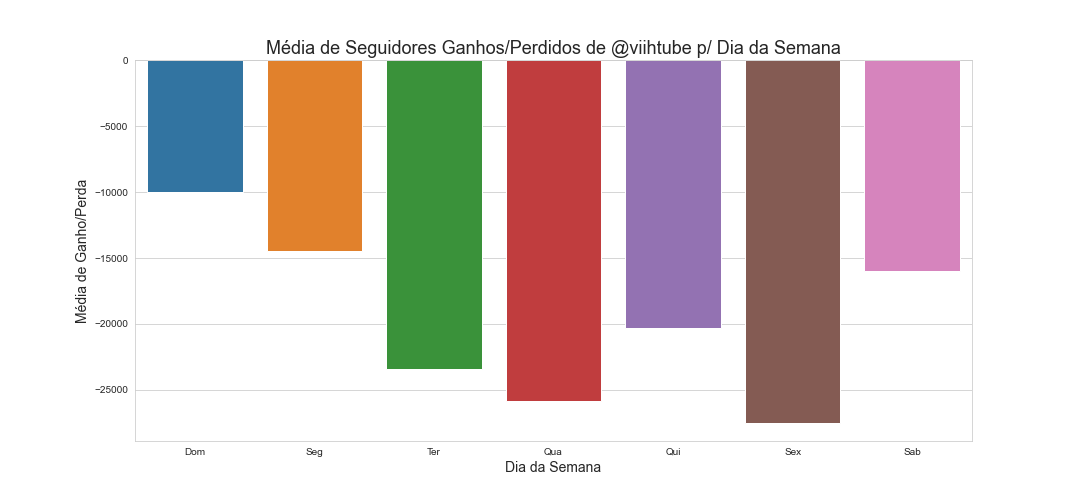 Média de Seguidores Ganhos/Perdidos de @viihtube p/ Dia da Semana
Média de Ganho/Perda
0
−5000
−10000
−15000
−20000
−25000
Dom Seg Ter Qua Qui Sex Sab
Dia da Semana